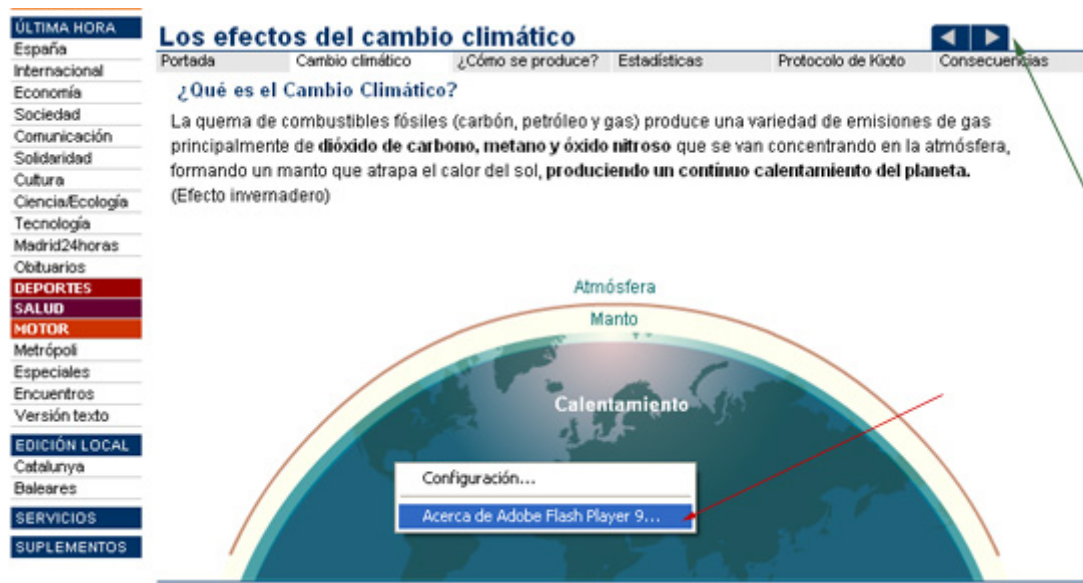 ÚLTIMA HORA
España
Internacional
Economía
Sociedad
Comunicación
Solidaridad
Cultura
Ciencia/Ecología
Tecnología
Madrid24horas
Obituarios
DEPORTES
SALUD
MOTOR
Metrópoli
Especiales
Encuentros
Versión texto
EDICIÓN LOCAL
Catalunya
Baleares
SERVICIOS
SUPLEMENTOS
Los efectos del cambio climático
Portada Cambio climático ¿Cómo se produce? Estadísticas Protocolo de Kioto Consecuencias
¿Qué es el Cambio Climático?
La quema de combustibles fósiles (carbón, petróleo y gas) produce una variedad de emisiones de gas
principalmente de dióxido de carbono, metano y óxido nitroso que se van concentrando en la atmósfera,
formando un manto que atrapa el calor del sol, produciendo un contínuo calentamiento del planeta.
(Efecto invernadero)
Atmósfera
Manto
Calentamiento
Configuración...
Acerca de Adobe Flash Player 9...